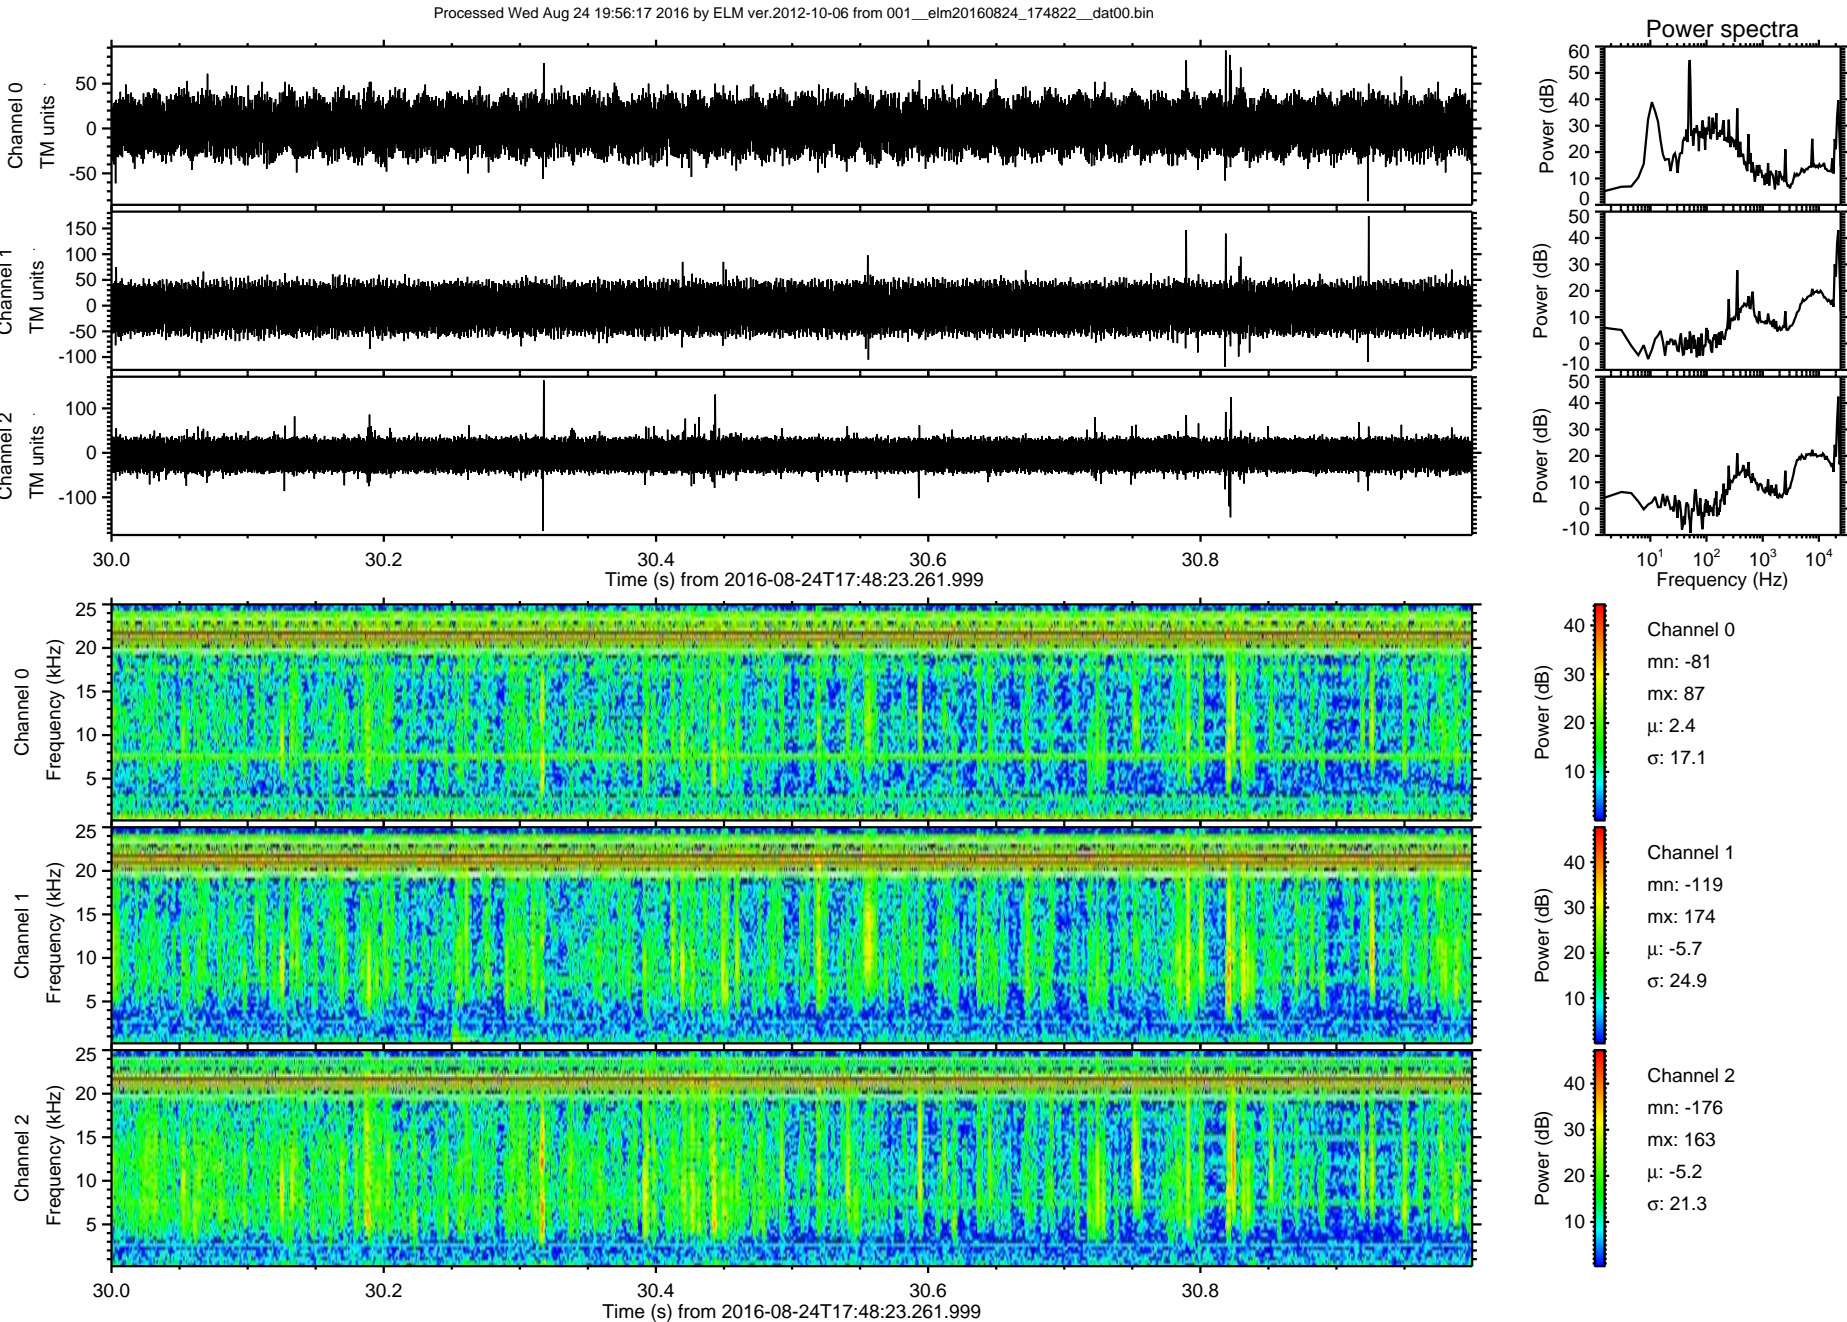 Processed Wed Aug 24 19:56:17 2016 by ELM ver.2012-10-06 from 001__elm20160824_174822__dat00.bin
Power spectra
Channel 0
TM units
50
0
-50
Power (dB)
60
50
40
30
20
10
0
Channel 1
TM units
150
100
50
0
-50
-100
Power (dB)
50
40
30
20
10
0
-10
Channel 2
TM units
100
0
-100
Power (dB)
50
40
30
20
10
0
-10
30.0 30.2 30.4 30.6 30.8
Time (s) from 2016-08-24T17:48:23.261.999
10^1 10^2 10^3 10^4
Frequency (Hz)
Channel 0
Frequency (kHz)
25
20
15
10
5
Power (dB)
40
30
20
10
Channel 0
mn: -81
mx: 87
μ: 2.4
σ: 17.1
Channel 1
Frequency (kHz)
25
20
15
10
5
Power (dB)
40
30
20
10
Channel 1
mn: -119
mx: 174
μ: -5.7
σ: 24.9
Channel 2
Frequency (kHz)
25
20
15
10
5
Power (dB)
40
30
20
10
Channel 2
mn: -176
mx: 163
μ: -5.2
σ: 21.3
30.0 30.2 30.4 30.6 30.8
Time (s) from 2016-08-24T17:48:23.261.999